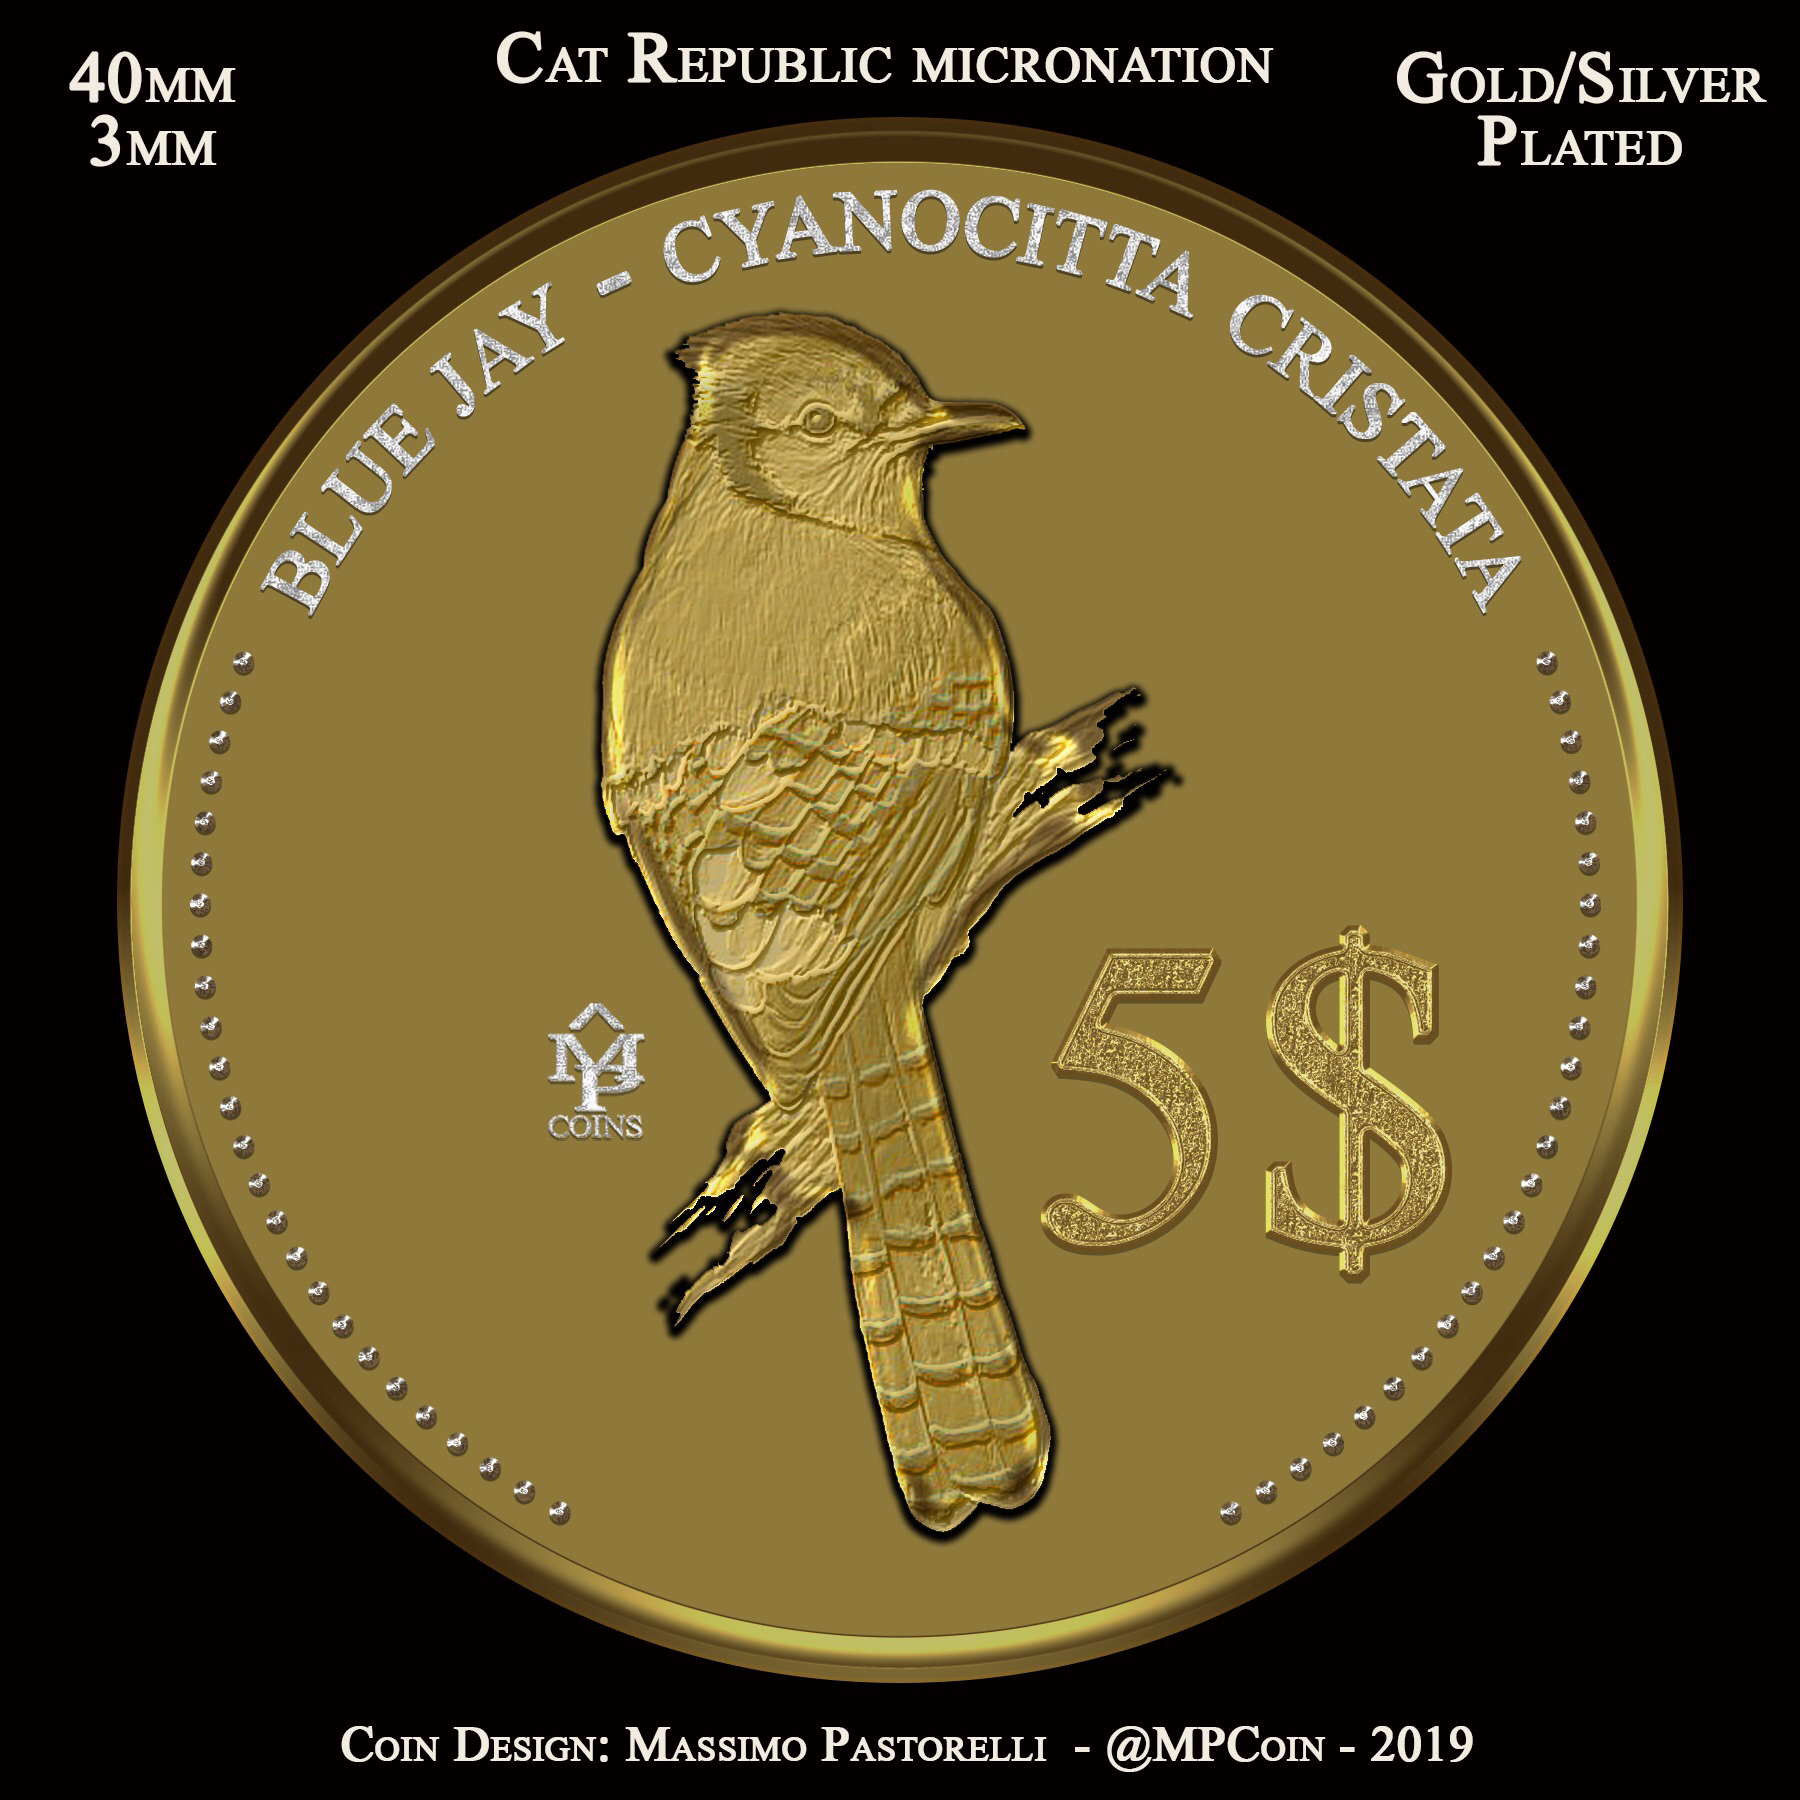 40MM
3MM
CAT REPUBLIC MICRONATION
GOLD/SILVER
PLATED
BLUE JAY - CYANOCITTA CRISTATA
MP
COINS
5$
COIN DESIGN: MASSIMO PASTORELLI - @MPCOIN - 2019